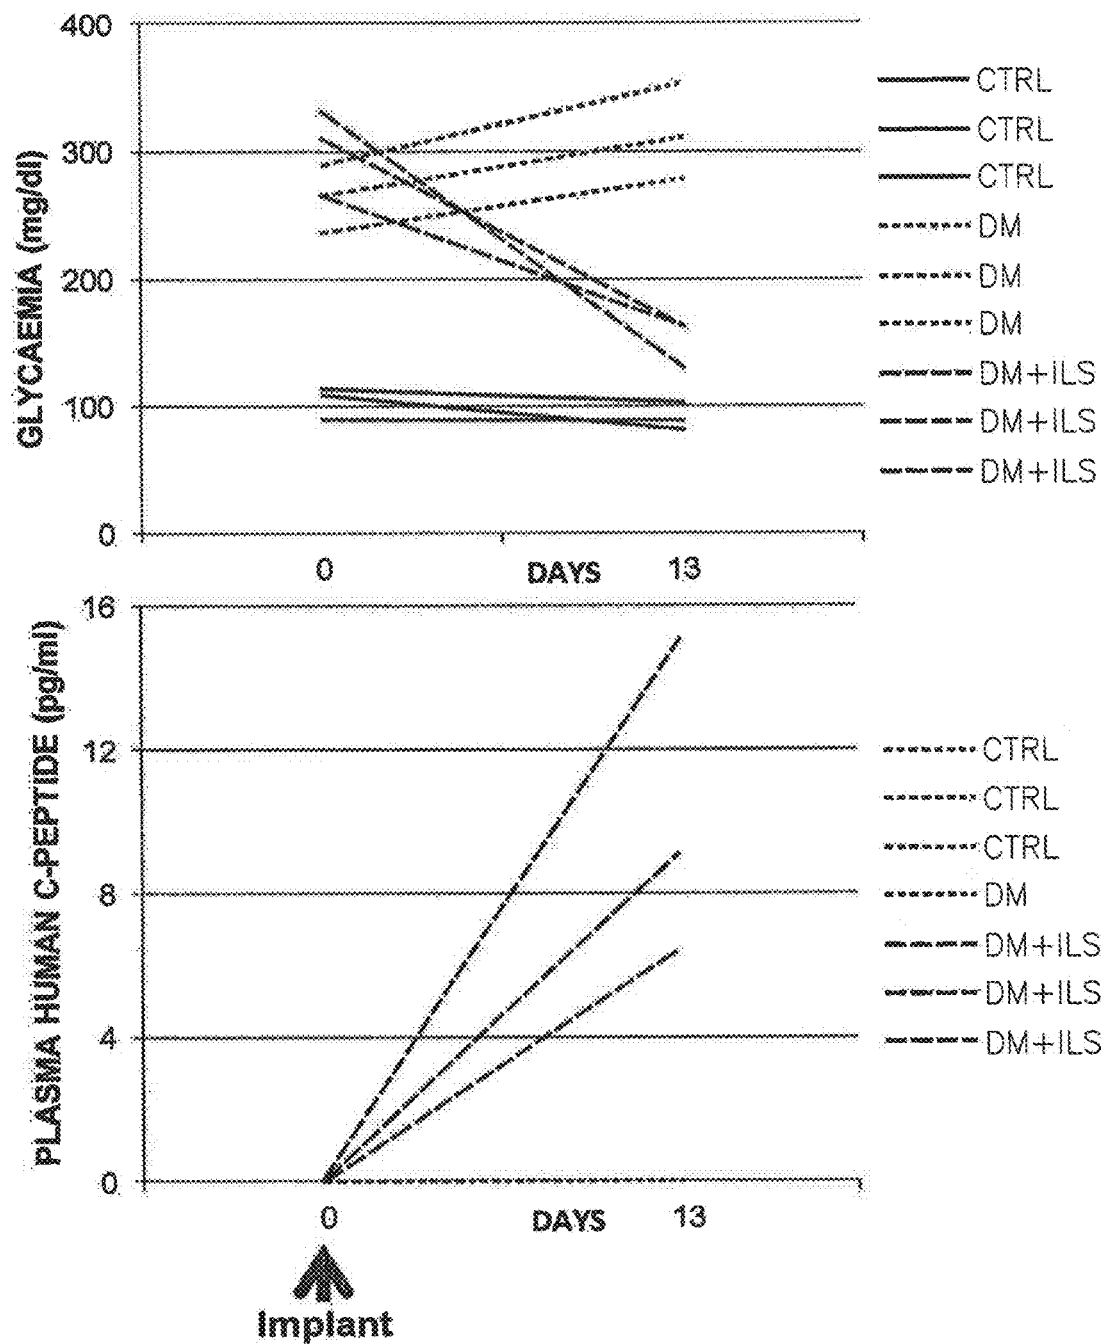 400
300
200
100
0
GLYCAEMIA (mg/dl)
0 DAYS 13
CTRL
CTRL
CTRL
DM
DM
DM
DM+ILS
DM+ILS
DM+ILS
16
12
8
4
0
PLASMA HUMAN C-PEPTIDE (pg/ml)
0 DAYS 13
CTRL
CTRL
CTRL
DM
DM+ILS
DM+ILS
DM+ILS
Implant